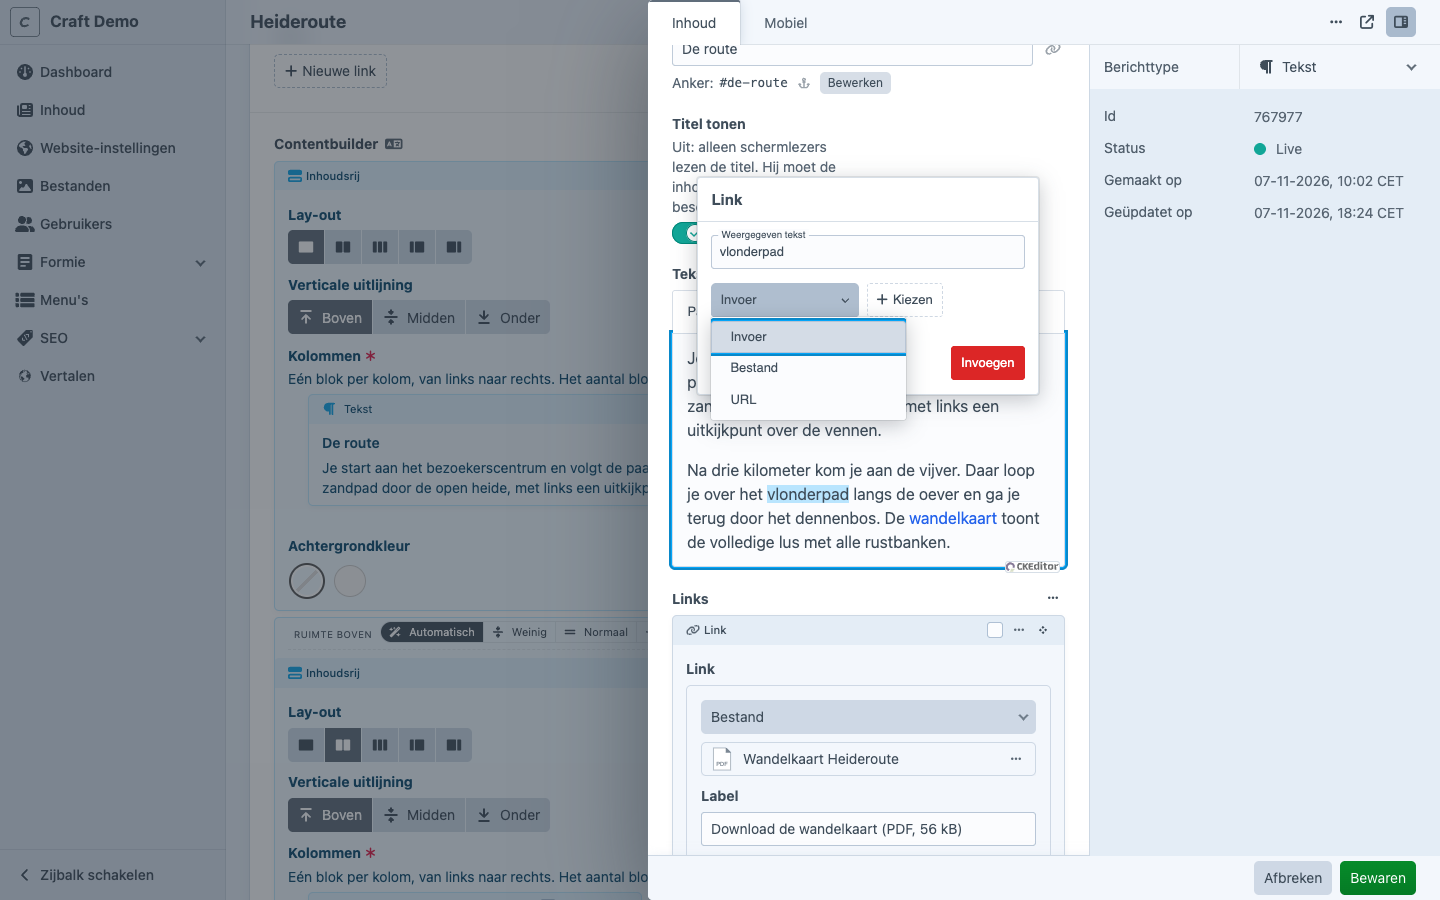 C
Craft Demo
Dashboard
Inhoud
Website-instellingen
Bestanden
Gebruikers
Formie
Menu's
SEO
Vertalen
Zijbalk schakelen
Heideroute
Nieuwe link
Contentbuilder
Inhoudsrij
Lay-out
Verticale uitlijning
Boven
Midden
Onder
Kolommen
Eén blok per kolom, van links naar rechts. Het aantal blo
Tekst
De route
Je start aan het bezoekerscentrum en volgt de paa
zandpad door de open heide, met links een uitkijkp
Achtergrondkleur
RUIMTE BOVEN
Automatisch
Weinig
Normaal
Inhoudsrij
Lay-out
Verticale uitlijning
Boven
Midden
Onder
Kolommen
Eén blok per kolom, van links naar rechts. Het aantal blo
Inhoud
Mobiel
De route
Anker: #de-route
Bewerken
Titel tonen
Uit: alleen schermlezers
lezen de titel. Hij moet de
inho
besc
Link
Weergegeven tekst
vlonderpad
Invoer
Kiezen
Invoer
Bestand
URL
Invoegen
Tek
P
Je
p
zan
met links een
uitkijkpunt over de vennen.
Na drie kilometer kom je aan de vijver. Daar loop
je over het vlonderpad langs de oever en ga je
terug door het dennenbos. De wandelkaart toont
de volledige lus met alle rustbanken.
CKEditor
Links
Link
Link
Bestand
PDF
Wandelkaart Heideroute
Label
Download de wandelkaart (PDF, 56 kB)
Berichttype
Tekst
Id
767977
Status
Live
Gemaakt op
07-11-2026, 10:02 CET
Geüpdatet op
07-11-2026, 18:24 CET
Afbreken
Bewaren